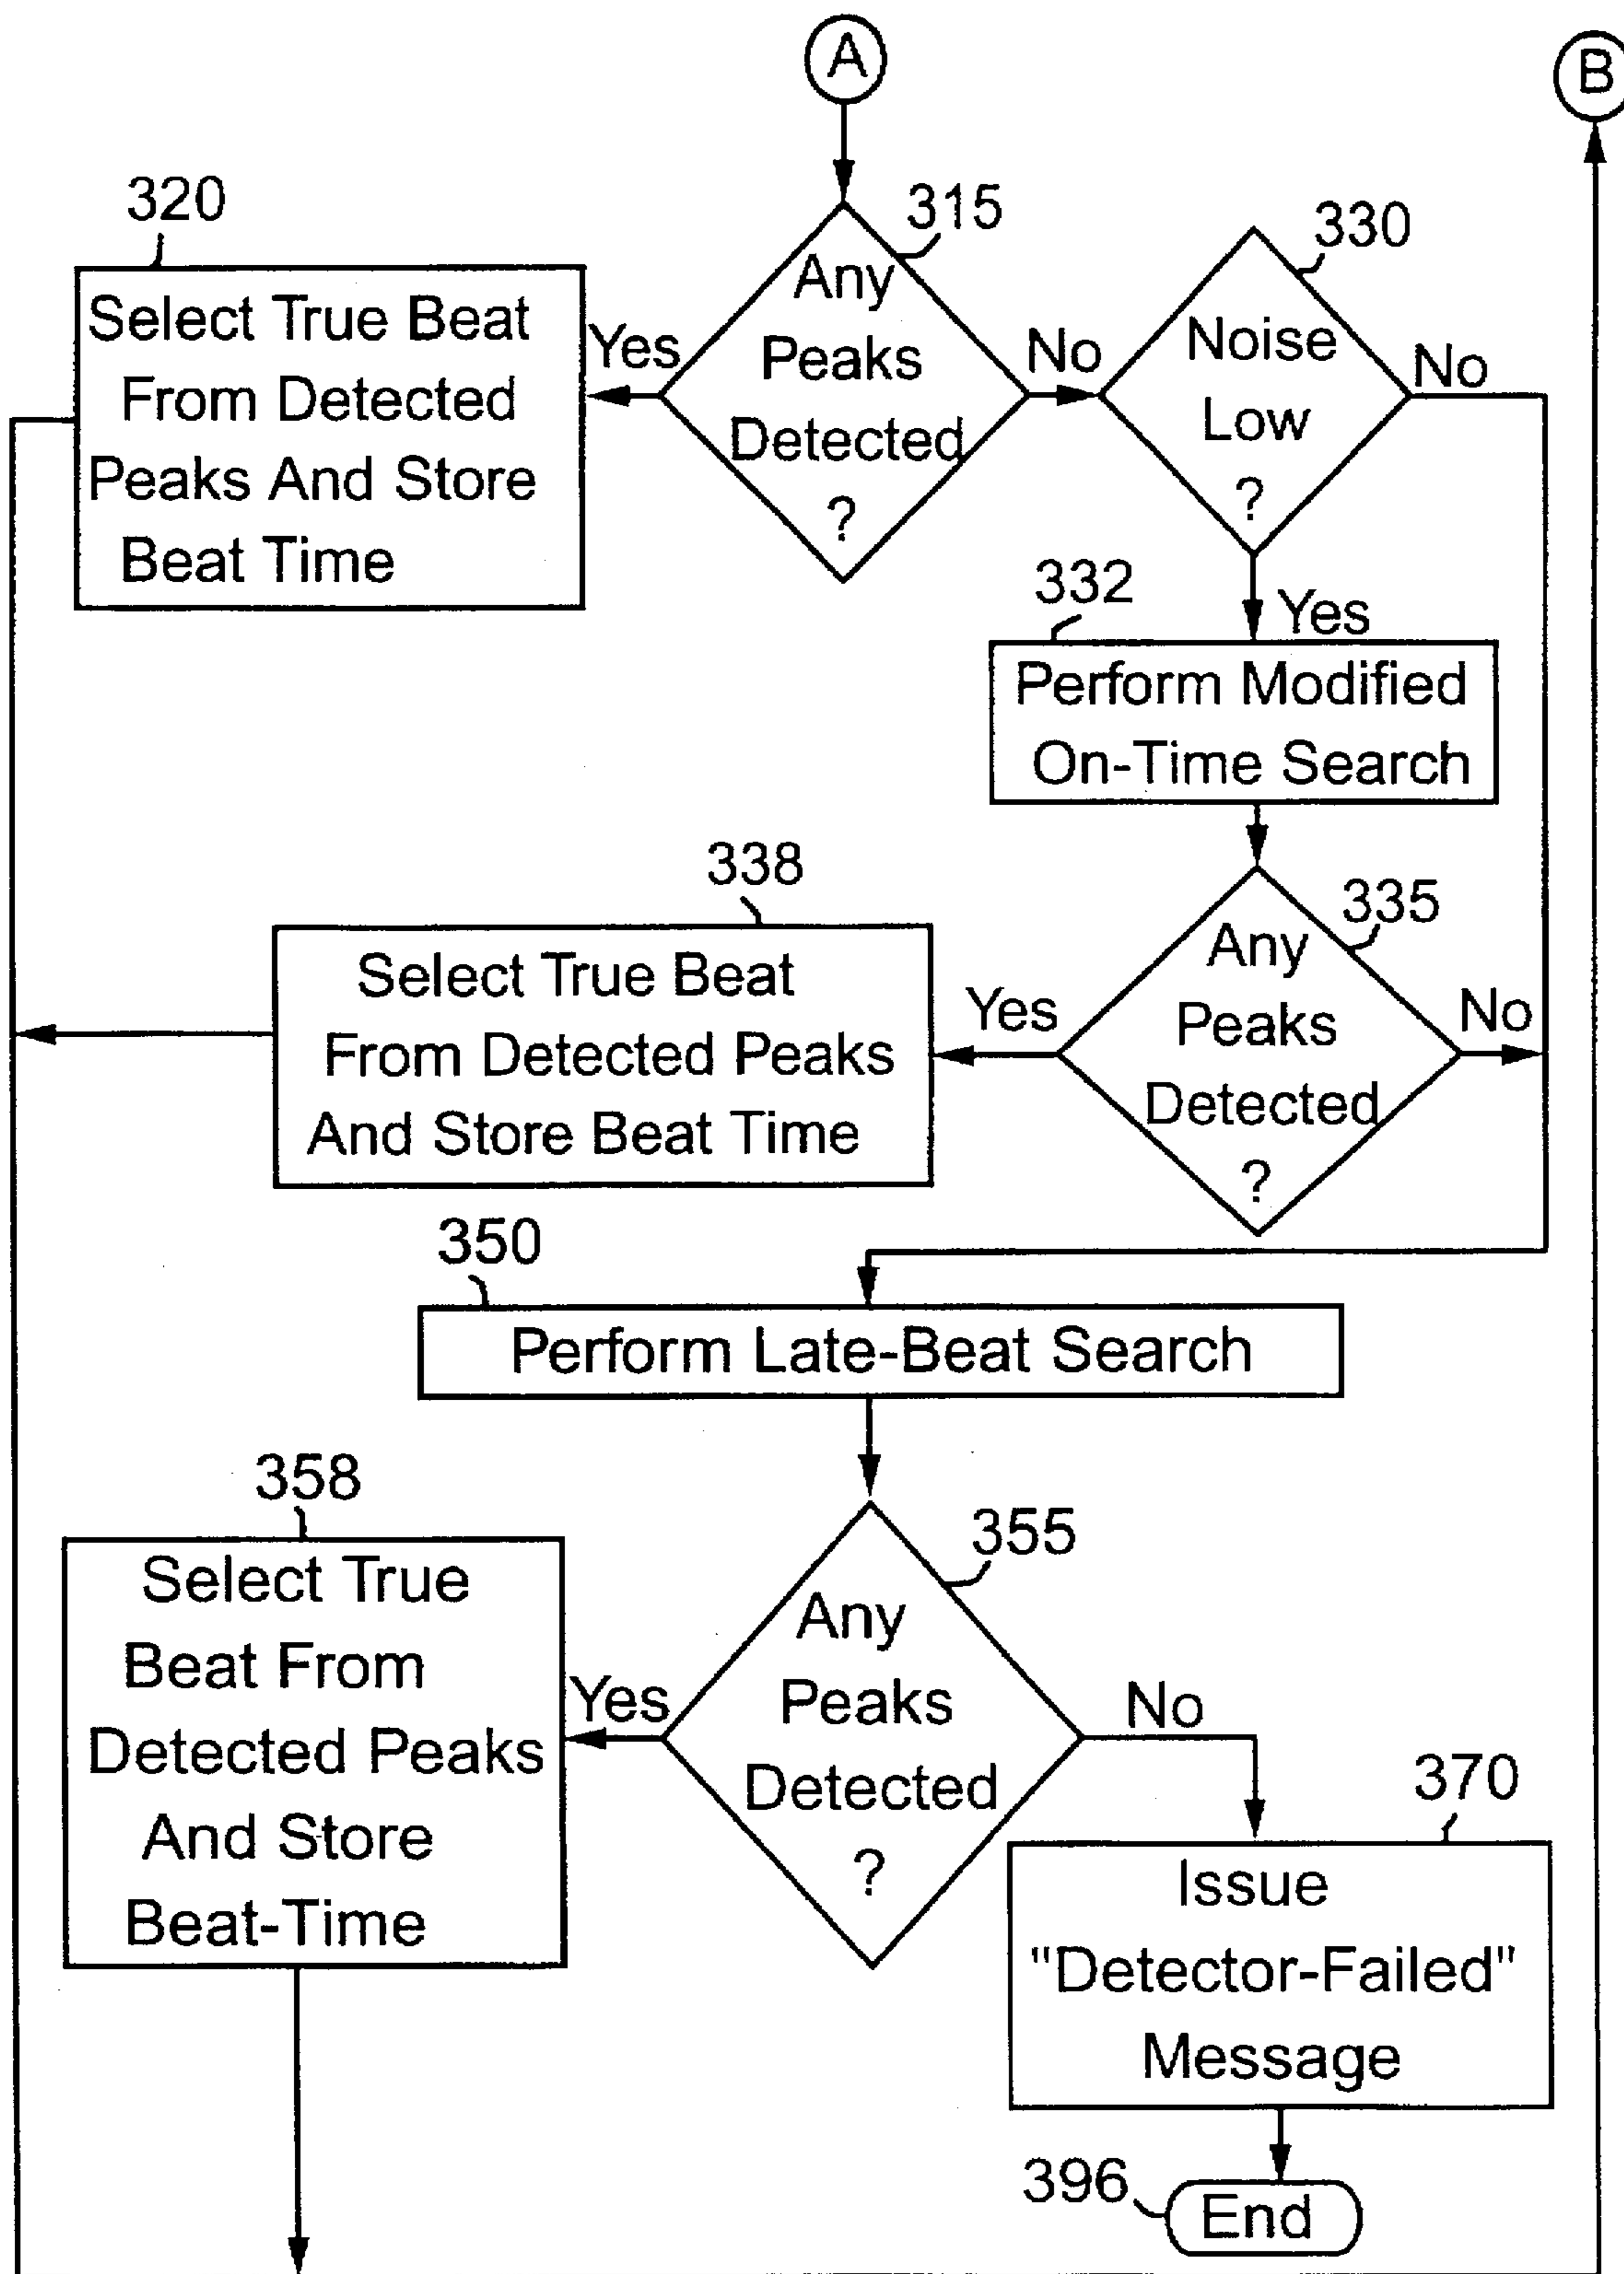 A
B
320
Select True Beat
From Detected
Peaks And Store
Beat Time
Yes
315
Any
Peaks
Detected
?
No
330
Noise
Low
?
No
Yes
332
Perform Modified
On-Time Search
335
Any
Peaks
Detected
?
No
Yes
338
Select True Beat
From Detected Peaks
And Store Beat Time
350
Perform Late-Beat Search
355
Any
Peaks
Detected
?
Yes
358
Select True
Beat From
Detected Peaks
And Store
Beat-Time
No
370
Issue
"Detector-Failed"
Message
396
End